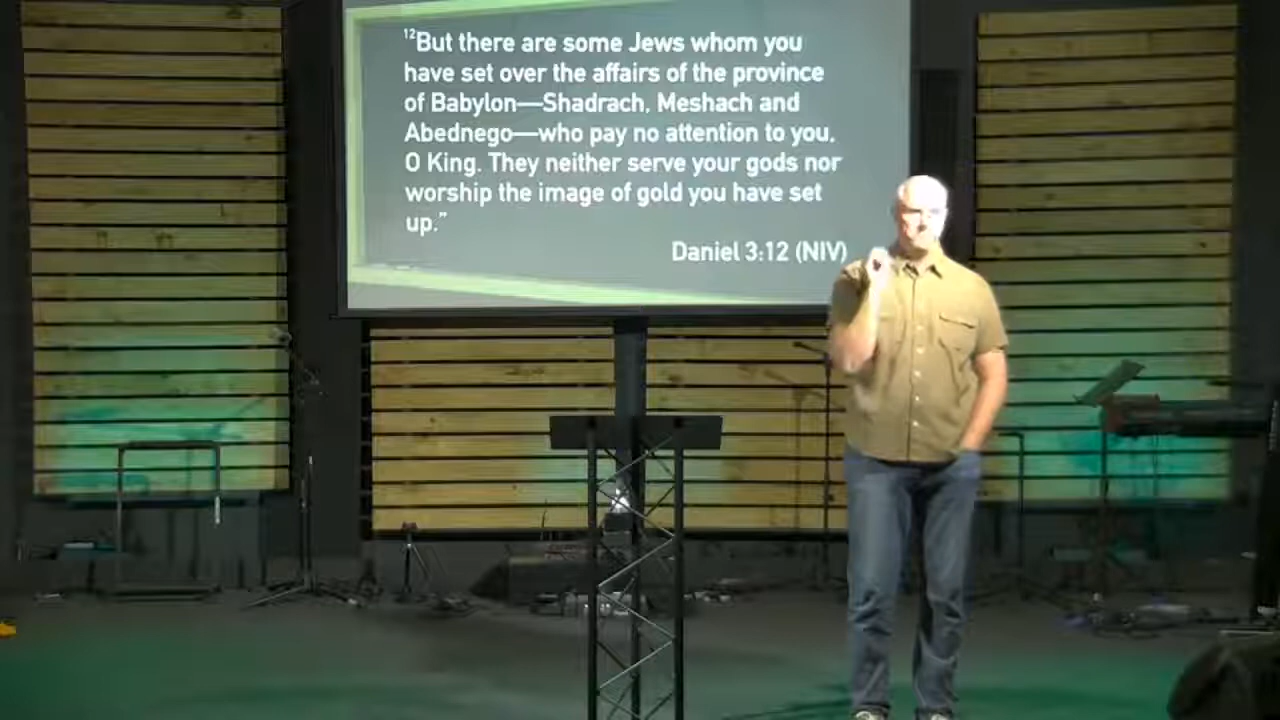 ¹²But there are some Jews whom you
have set over the affairs of the province
of Babylon—Shadrach, Meshach and
Abednego—who pay no attention to you,
O King. They neither serve your gods nor
worship the image of gold you have set
up.”
Daniel 3:12 (NIV)